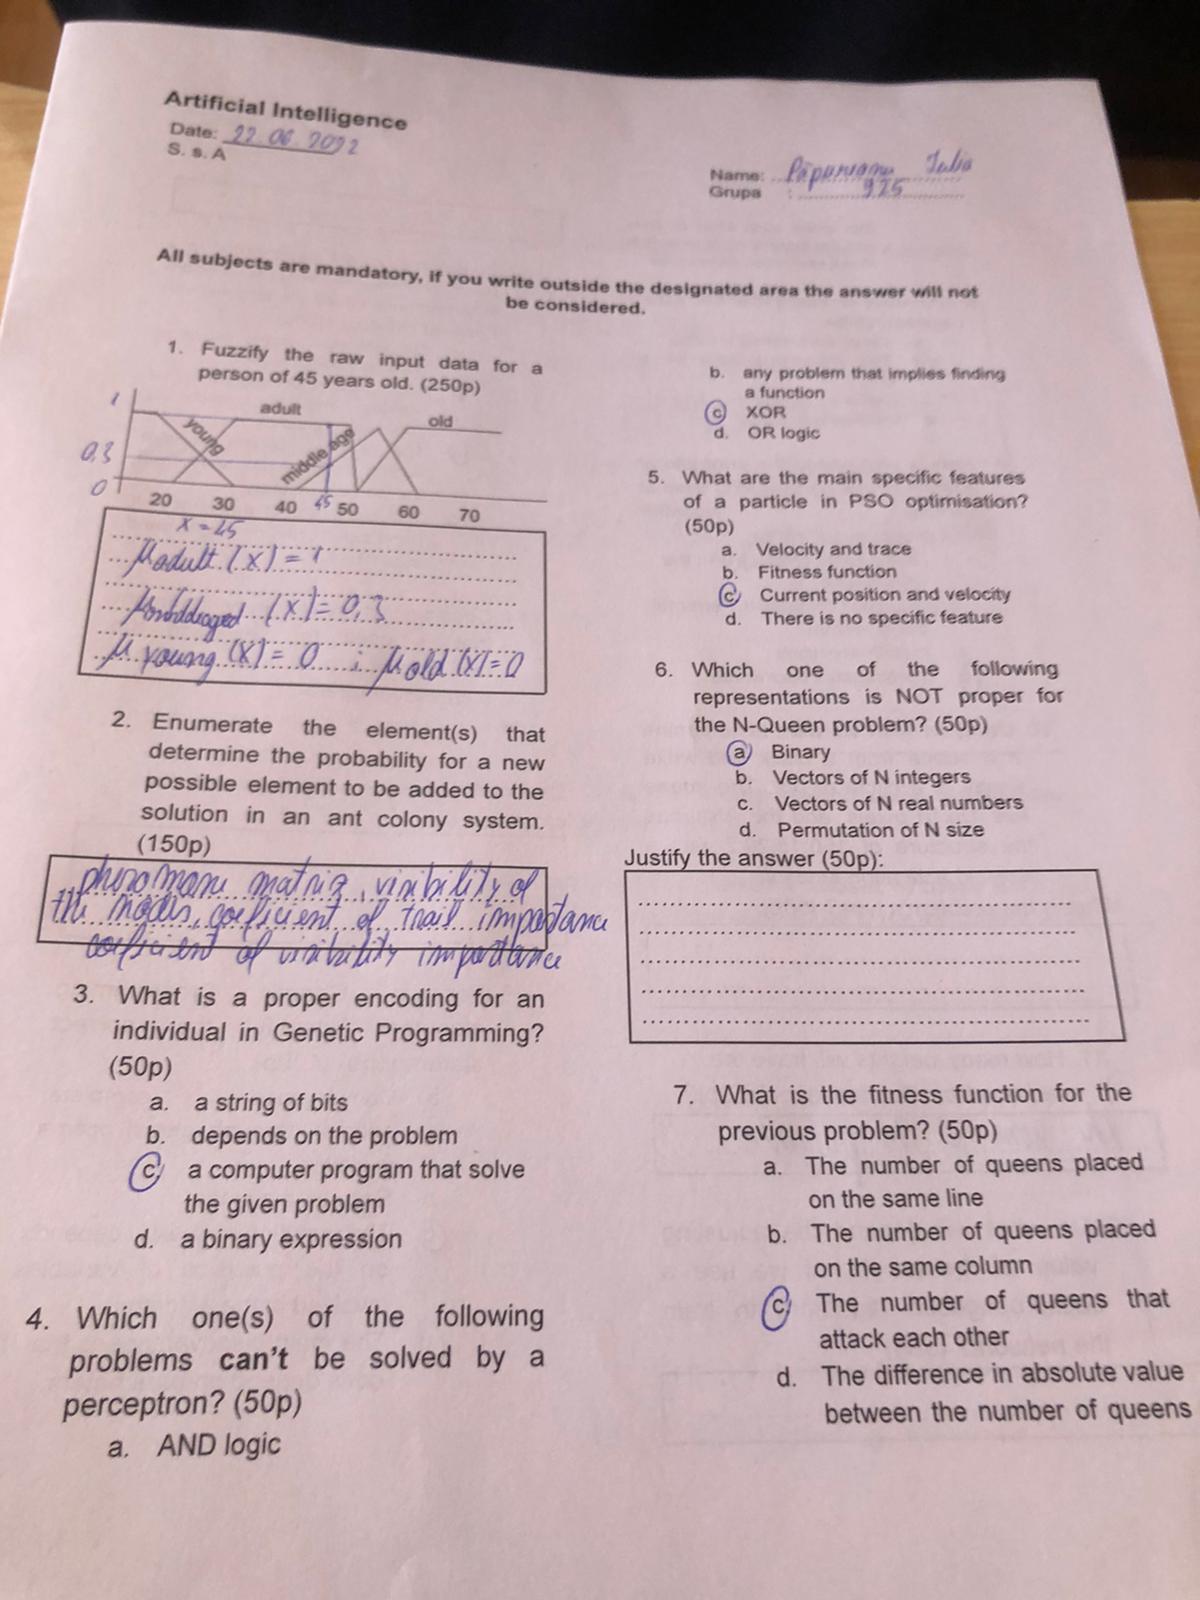 Artificial Intelligence
Date: 22.06.2022
S. s. A
Name: Păpureanu Iulia
Grupa : 925
All subjects are mandatory, if you write outside the designated area the answer will not
be considered.
1. Fuzzify the raw input data for a
person of 45 years old. (250p)
1
adult
old
young
middle age
0,3
0
20 30 40 45 50 60 70
x = 45
μadult (x) = 1
(x) = 0,3
μ young (x) = 0 ; μ old (x) = 0
2. Enumerate the element(s) that
determine the probability for a new
possible element to be added to the
solution in an ant colony system.
(150p)
matrix, visibility of
the nodes, coefficient of trail importance
coefficient of visibility importance
3. What is a proper encoding for an
individual in Genetic Programming?
(50p)
a. a string of bits
b. depends on the problem
c. a computer program that solve
the given problem
d. a binary expression
4. Which one(s) of the following
problems can't be solved by a
perceptron? (50p)
a. AND logic
b. any problem that implies finding
a function
c. XOR
d. OR logic
5. What are the main specific features
of a particle in PSO optimisation?
(50p)
a. Velocity and trace
b. Fitness function
c. Current position and velocity
d. There is no specific feature
6. Which one of the following
representations is NOT proper for
the N-Queen problem? (50p)
a. Binary
b. Vectors of N integers
c. Vectors of N real numbers
d. Permutation of N size
Justify the answer (50p):
7. What is the fitness function for the
previous problem? (50p)
a. The number of queens placed
on the same line
b. The number of queens placed
on the same column
c. The number of queens that
attack each other
d. The difference in absolute value
between the number of queens